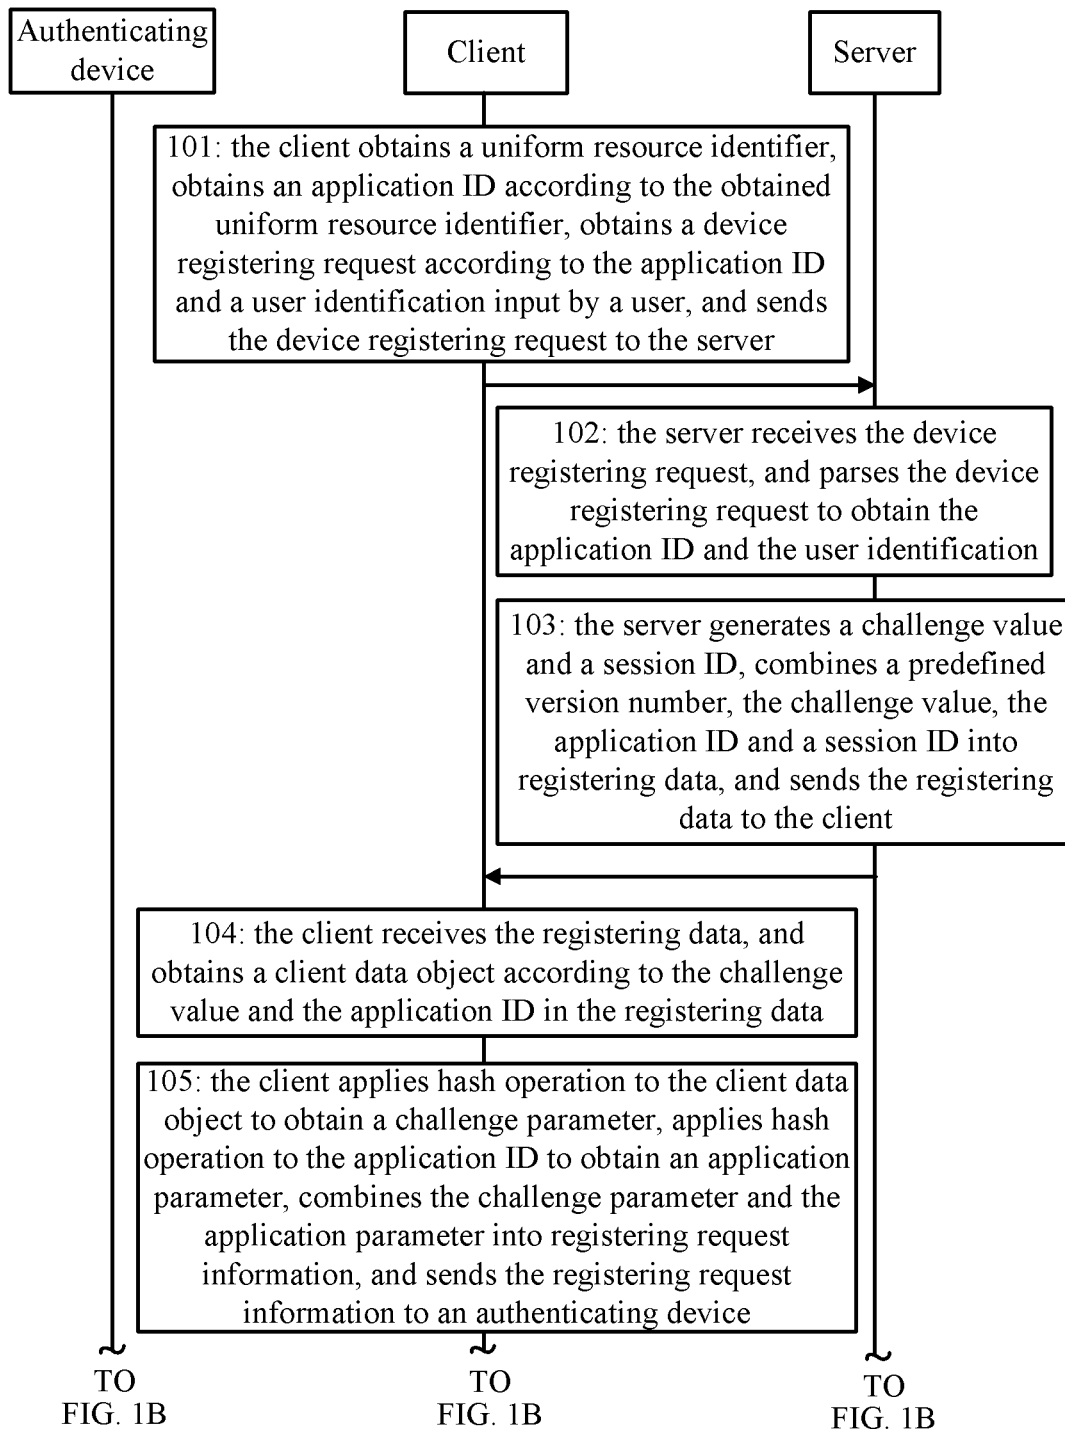 Authenticating
device
Client
Server
101: the client obtains a uniform resource identifier,
obtains an application ID according to the obtained
uniform resource identifier, obtains a device
registering request according to the application ID
and a user identification input by a user, and sends
the device registering request to the server
102: the server receives the device
registering request, and parses the device
registering request to obtain the
application ID and the user identification
103: the server generates a challenge value
and a session ID, combines a predefined
version number, the challenge value, the
application ID and a session ID into
registering data, and sends the registering
data to the client
104: the client receives the registering data, and
obtains a client data object according to the challenge
value and the application ID in the registering data
105: the client applies hash operation to the client data
object to obtain a challenge parameter, applies hash
operation to the application ID to obtain an application
parameter, combines the challenge parameter and the
application parameter into registering request
information, and sends the registering request
information to an authenticating device
TO
FIG. 1B
TO
FIG. 1B
TO
FIG. 1B